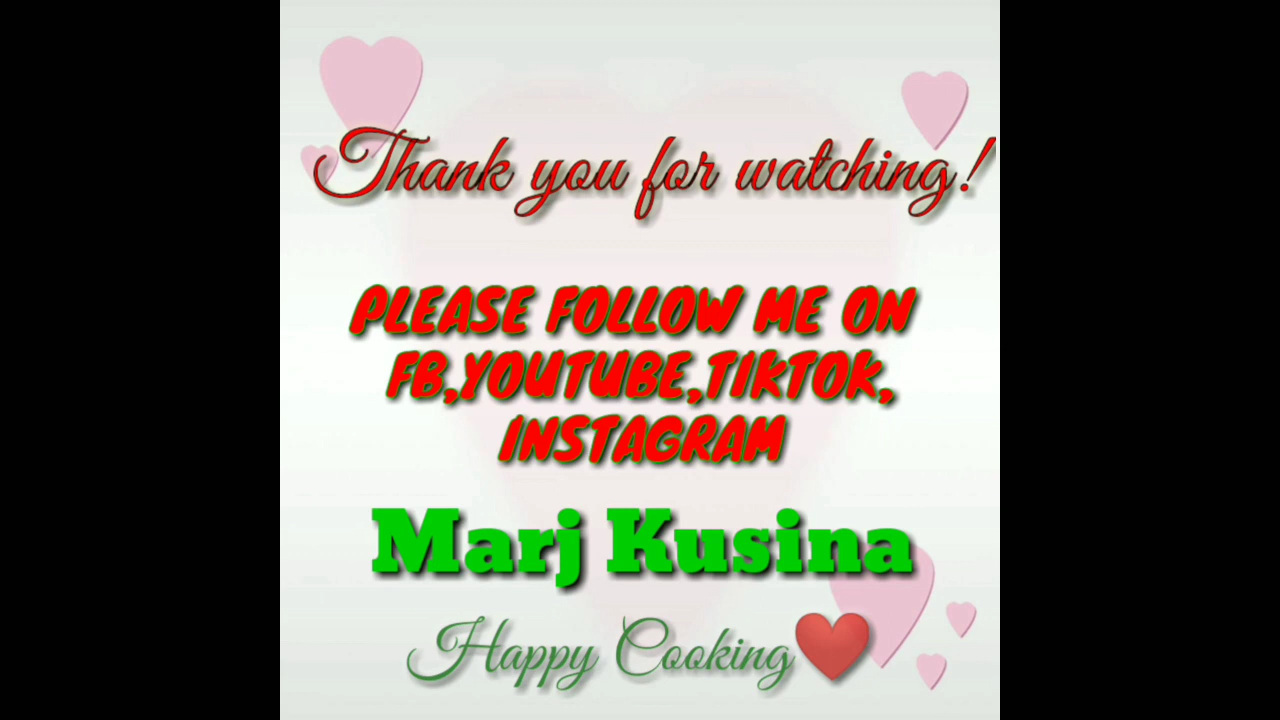 Thank you for watching!
PLEASE FOLLOW ME ON
FB,YOUTUBE,TIKTOK,
INSTAGRAM
Marj Kusina
Happy Cooking❤️